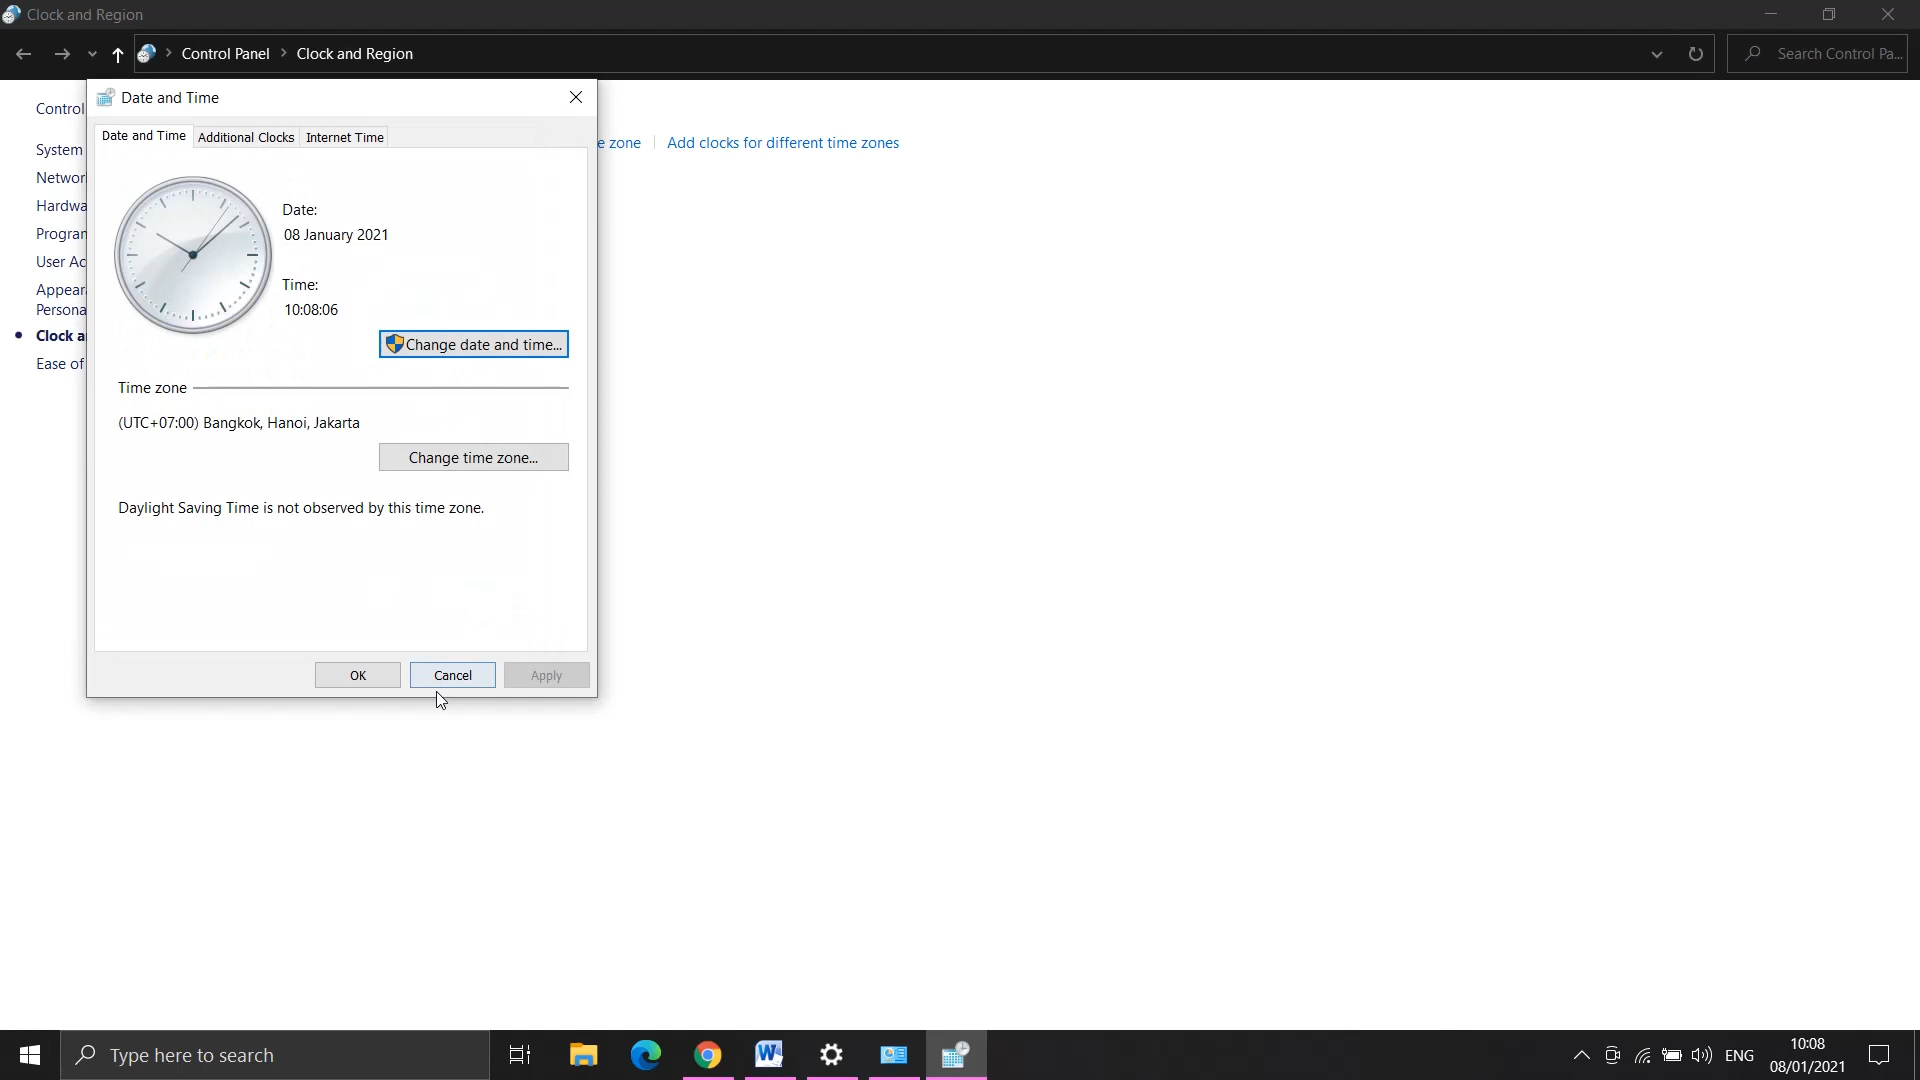 Clock and Region
Control Panel > Clock and Region
Search Control Pa...
Date and Time
Date and Time Additional Clocks Internet Time
Control
System
Networ
Hardwa
Program
User Ac
Appear
Persona
Clock a
Ease of
e zone | Add clocks for different time zones
Date:
08 January 2021
Time:
10:08:06
Change date and time...
Time zone
(UTC+07:00) Bangkok, Hanoi, Jakarta
Change time zone...
Daylight Saving Time is not observed by this time zone.
OK Cancel Apply
Type here to search
ENG
10:08
08/01/2021